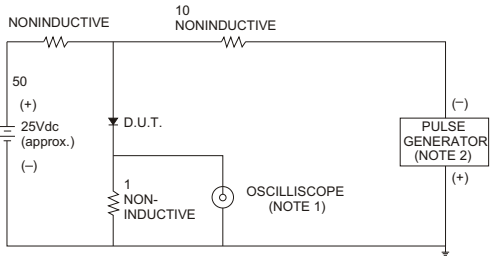 10
NONINDUCTIVE
NONINDUCTIVE
50
(+)
25Vdc
(approx.)
(–)
D.U.T.
1
NON-
INDUCTIVE
OSCILLISCOPE
(NOTE 1)
(–)
PULSE
GENERATOR
(NOTE 2)
(+)